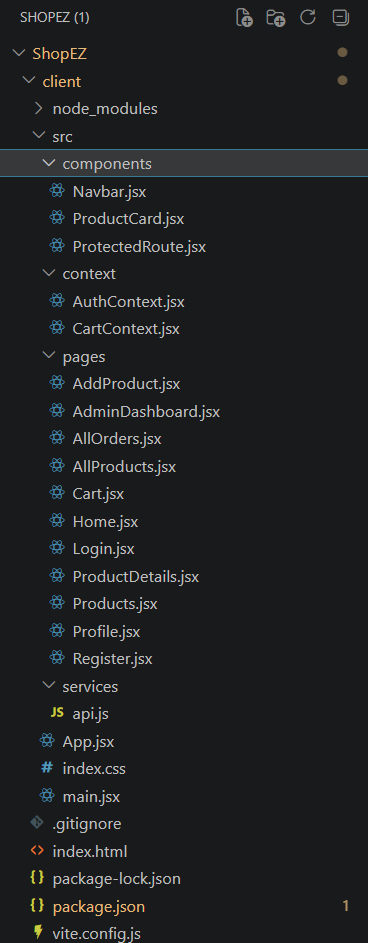 SHOPEZ (1)
ShopEZ
client
node_modules
src
components
Navbar.jsx
ProductCard.jsx
ProtectedRoute.jsx
context
AuthContext.jsx
CartContext.jsx
pages
AddProduct.jsx
AdminDashboard.jsx
AllOrders.jsx
AllProducts.jsx
Cart.jsx
Home.jsx
Login.jsx
ProductDetails.jsx
Products.jsx
Profile.jsx
Register.jsx
services
JS api.js
App.jsx
# index.css
main.jsx
.gitignore
<> index.html
{} package-lock.json
{} package.json 1
vite.config.js